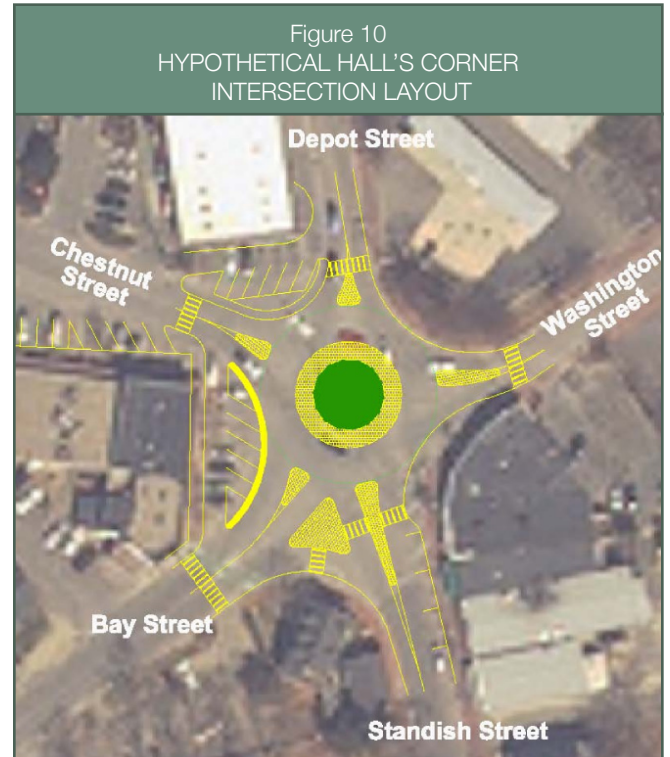 Figure 10
HYPOTHETICAL HALL'S CORNER
INTERSECTION LAYOUT
Depot Street
Chestnut
Street
Washington
Street
Bay Street
Standish Street